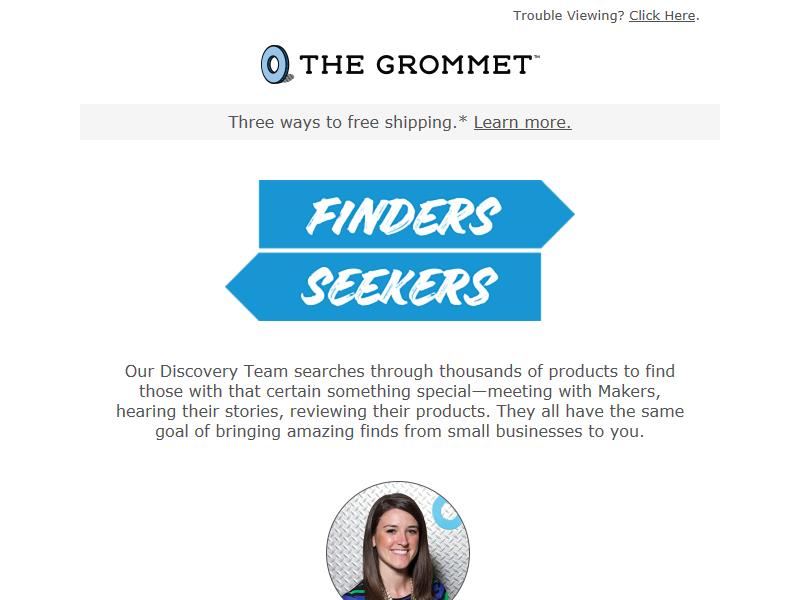 Trouble Viewing? Click Here.
THE GROMMET™
Three ways to free shipping.* Learn more.
FINDERS
SEEKERS
Our Discovery Team searches through thousands of products to find
those with that certain something special—meeting with Makers,
hearing their stories, reviewing their products. They all have the same
goal of bringing amazing finds from small businesses to you.